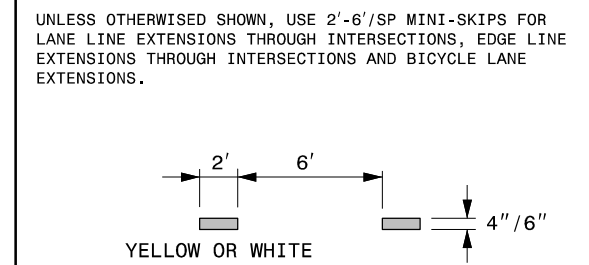 UNLESS OTHERWISED SHOWN, USE 2'-6'/SP MINI-SKIPS FOR
LANE LINE EXTENSIONS THROUGH INTERSECTIONS, EDGE LINE
EXTENSIONS THROUGH INTERSECTIONS AND BICYCLE LANE
EXTENSIONS.
2' 6'
4"/6"
YELLOW OR WHITE